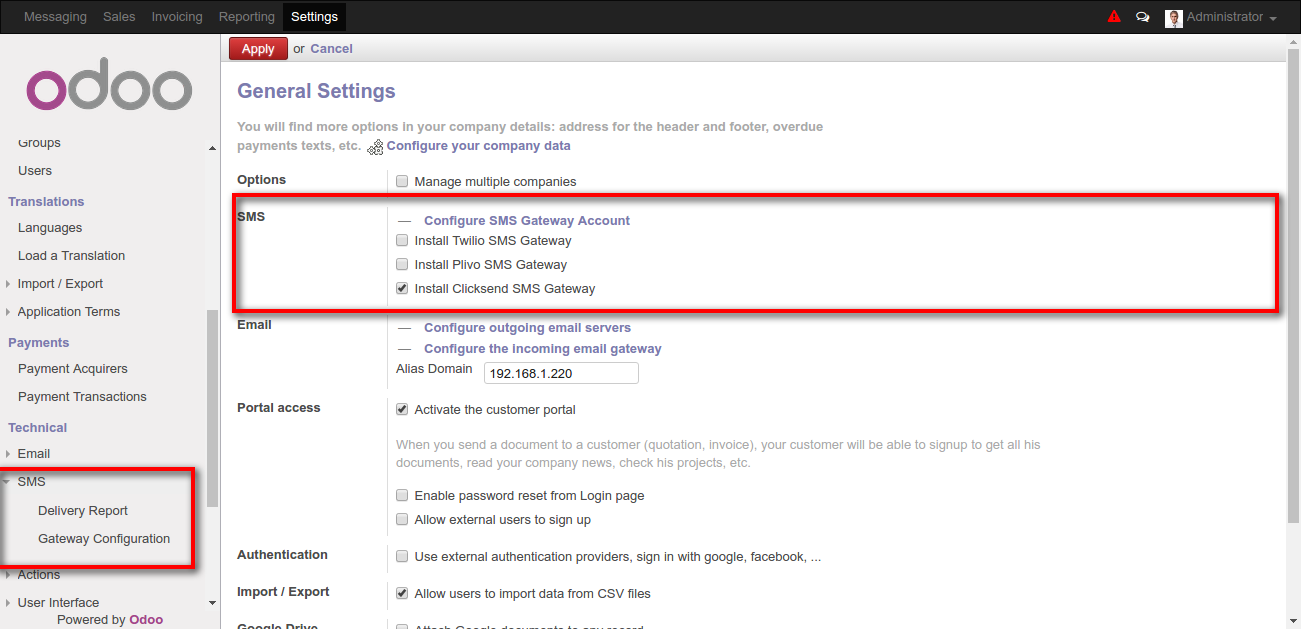 Messaging Sales Invoicing Reporting Settings Administrator
odoo
Groups
Users
Translations
Languages
Load a Translation
Import / Export
Application Terms
Payments
Payment Acquirers
Payment Transactions
Technical
Email
SMS
Delivery Report
Gateway Configuration
Actions
User Interface
Powered by Odoo
Apply or Cancel
General Settings
You will find more options in your company details: address for the header and footer, overdue
payments texts, etc. Configure your company data
Options Manage multiple companies
SMS — Configure SMS Gateway Account
Install Twilio SMS Gateway
Install Plivo SMS Gateway
Install Clicksend SMS Gateway
Email — Configure outgoing email servers
— Configure the incoming email gateway
Alias Domain 192.168.1.220
Portal access Activate the customer portal
When you send a document to a customer (quotation, invoice), your customer will be able to signup to get all his
documents, read your company news, check his projects, etc.
Enable password reset from Login page
Allow external users to sign up
Authentication Use external authentication providers, sign in with google, facebook, ...
Import / Export Allow users to import data from CSV files
Google Drive Attach Google documents to any record